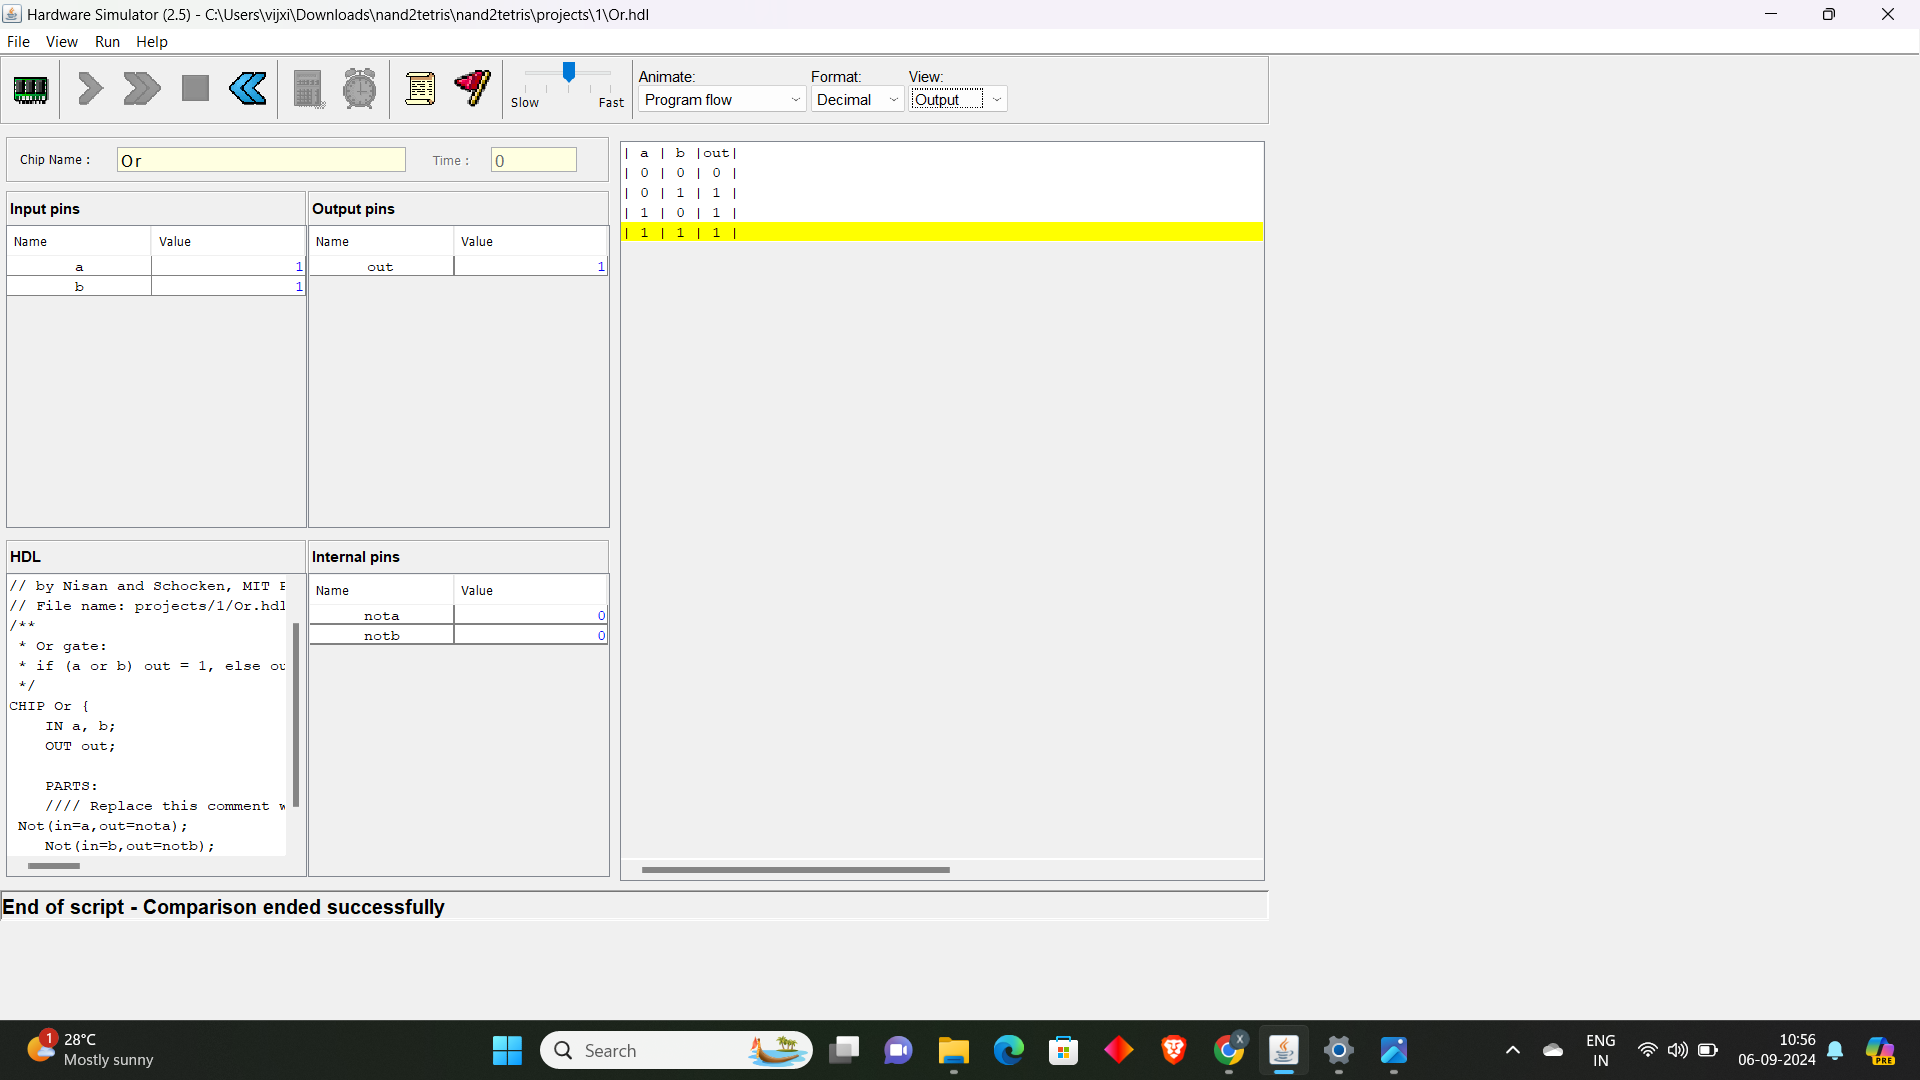 Hardware Simulator (2.5) - C:\Users\vijxi\Downloads\nand2tetris\nand2tetris\projects\1\Or.hdl
File View Run Help
Slow Fast
Animate: Format: View:
Program flow Decimal Output
Chip Name : Or Time : 0
| a | b |out|
| 0 | 0 | 0 |
| 0 | 1 | 1 |
| 1 | 0 | 1 |
| 1 | 1 | 1 |
Input pins
Name Value
a 1
b 1
Output pins
Name Value
out 1
HDL
// by Nisan and Schocken, MIT
// File name: projects/1/Or.hdl
/**
* Or gate:
* if (a or b) out = 1, else
*/
CHIP Or {
IN a, b;
OUT out;
PARTS:
//// Replace this comment
Not(in=a,out=nota);
Not(in=b,out=notb);
Internal pins
Name Value
nota 0
notb 0
End of script - Comparison ended successfully
1
28°C
Mostly sunny
Search
X
ENG
IN
10:56
06-09-2024
PRE